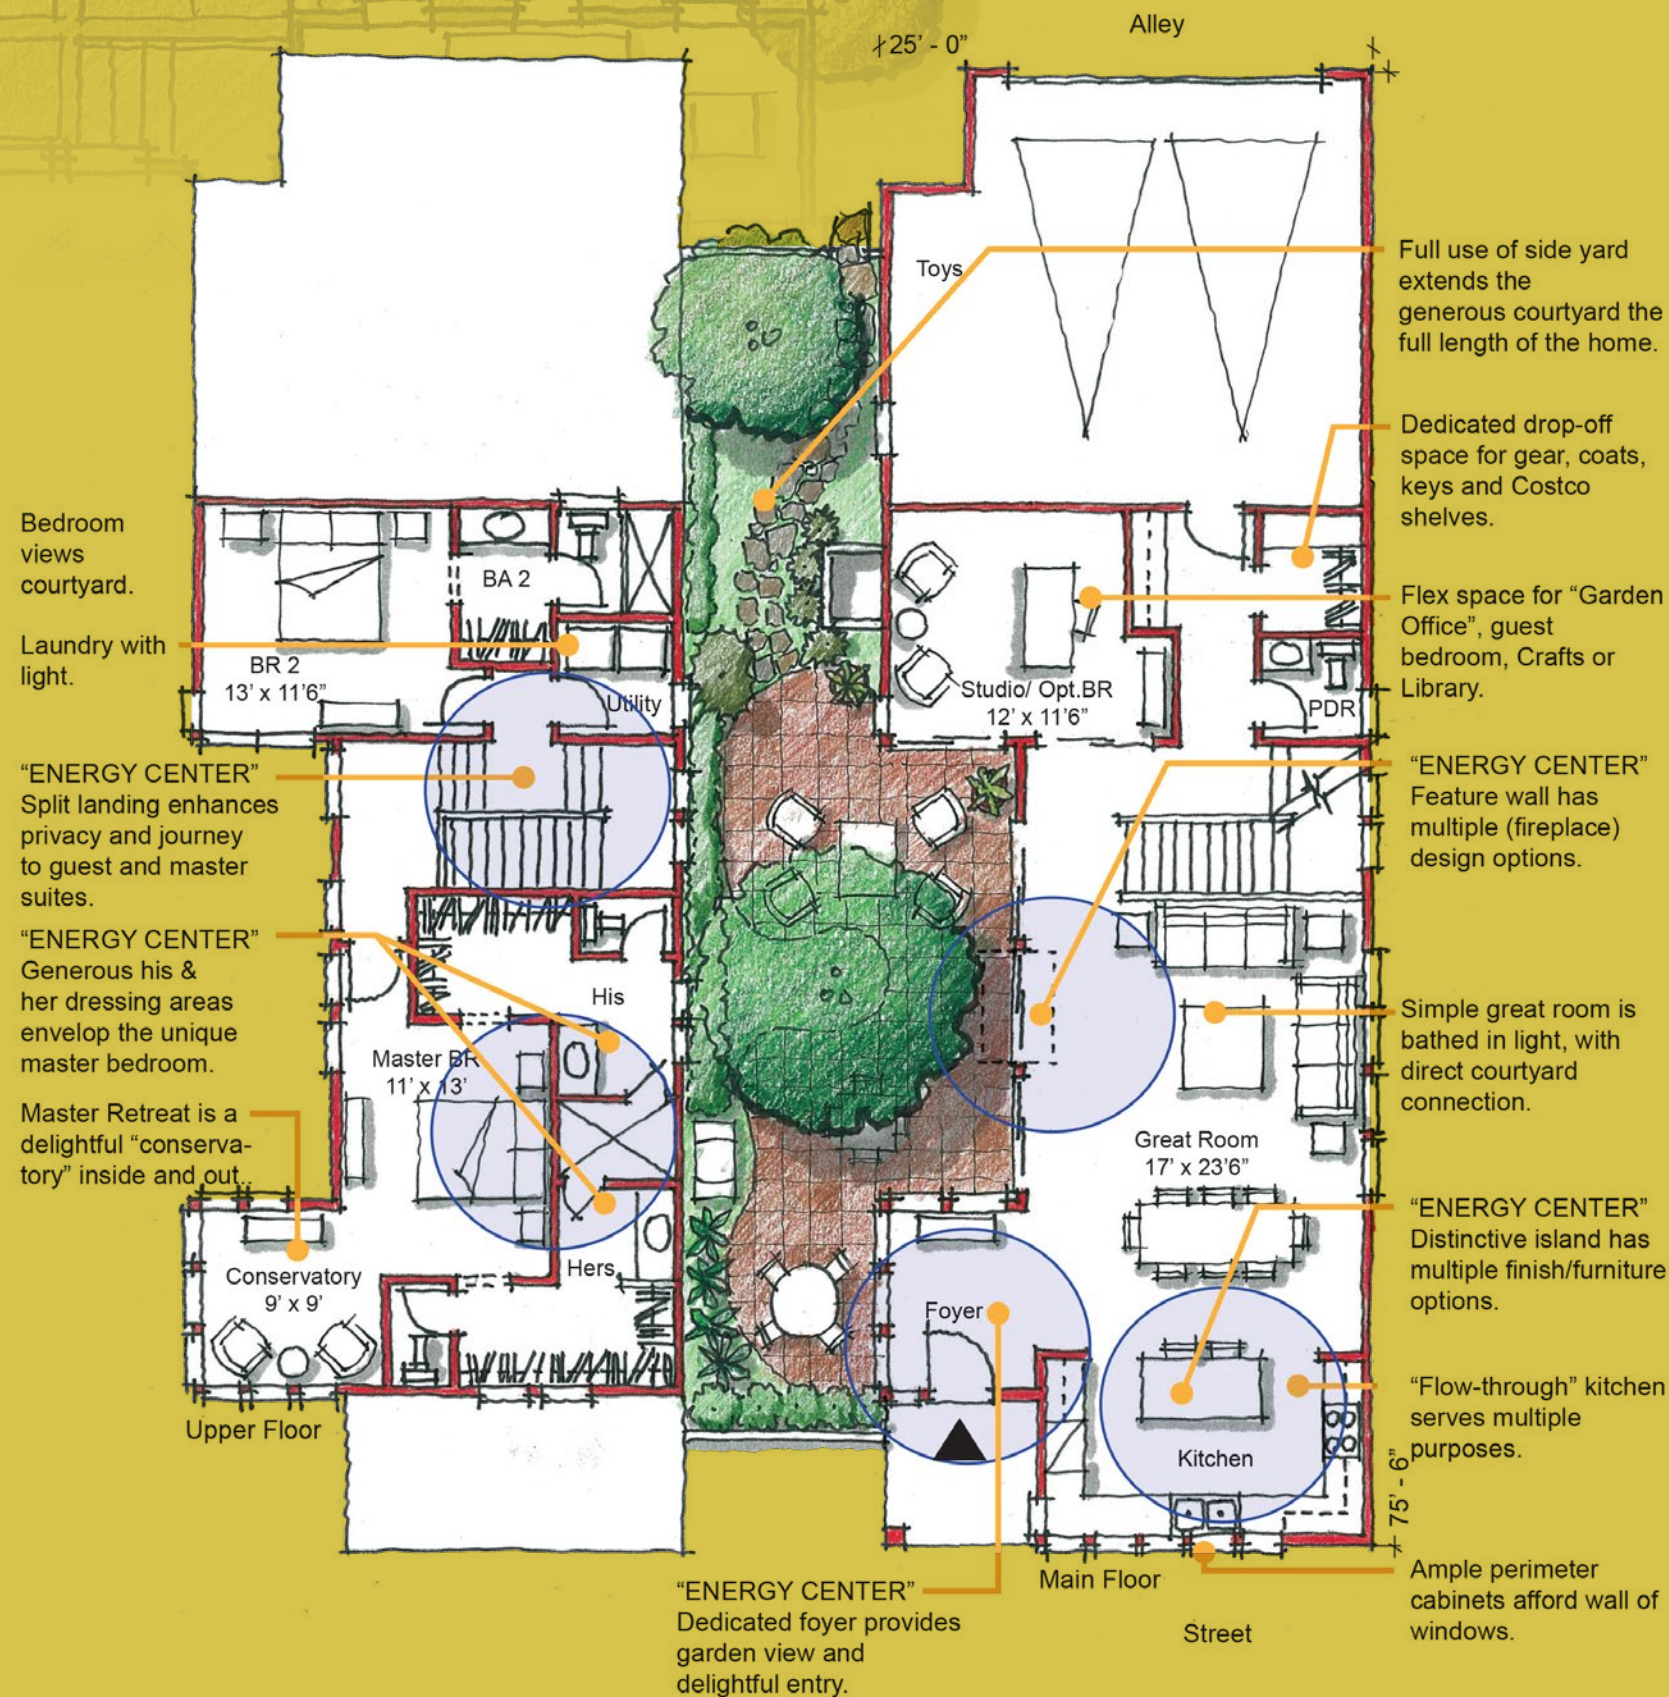 Alley
25' - 0"
Toys
Full use of side yard
extends the
generous courtyard the
full length of the home.
Dedicated drop-off
space for gear, coats,
keys and Costco
shelves.
Bedroom
views
courtyard.
BA 2
Flex space for “Garden
Office”, guest
bedroom, Crafts or
Library.
Laundry with
light.
BR 2
13’ x 11’6”
Utility
Studio/ Opt.BR
12’ x 11’6”
PDR
“ENERGY CENTER”
Split landing enhances
privacy and journey
to guest and master
suites.
“ENERGY CENTER”
Feature wall has
multiple (fireplace)
design options.
“ENERGY CENTER”
Generous his &
her dressing areas
envelop the unique
master bedroom.
His
Master BR
11’ x 13’
Simple great room is
bathed in light, with
direct courtyard
connection.
Master Retreat is a
delightful “conserva-
tory” inside and out..
Great Room
17’ x 23’6”
“ENERGY CENTER”
Distinctive island has
multiple finish/furniture
options.
Conservatory
9’ x 9’
Hers
Foyer
“Flow-through” kitchen
serves multiple
purposes.
Kitchen
75’ - 6”
Upper Floor
Main Floor
Ample perimeter
cabinets afford wall of
windows.
“ENERGY CENTER”
Dedicated foyer provides
garden view and
delightful entry.
Street